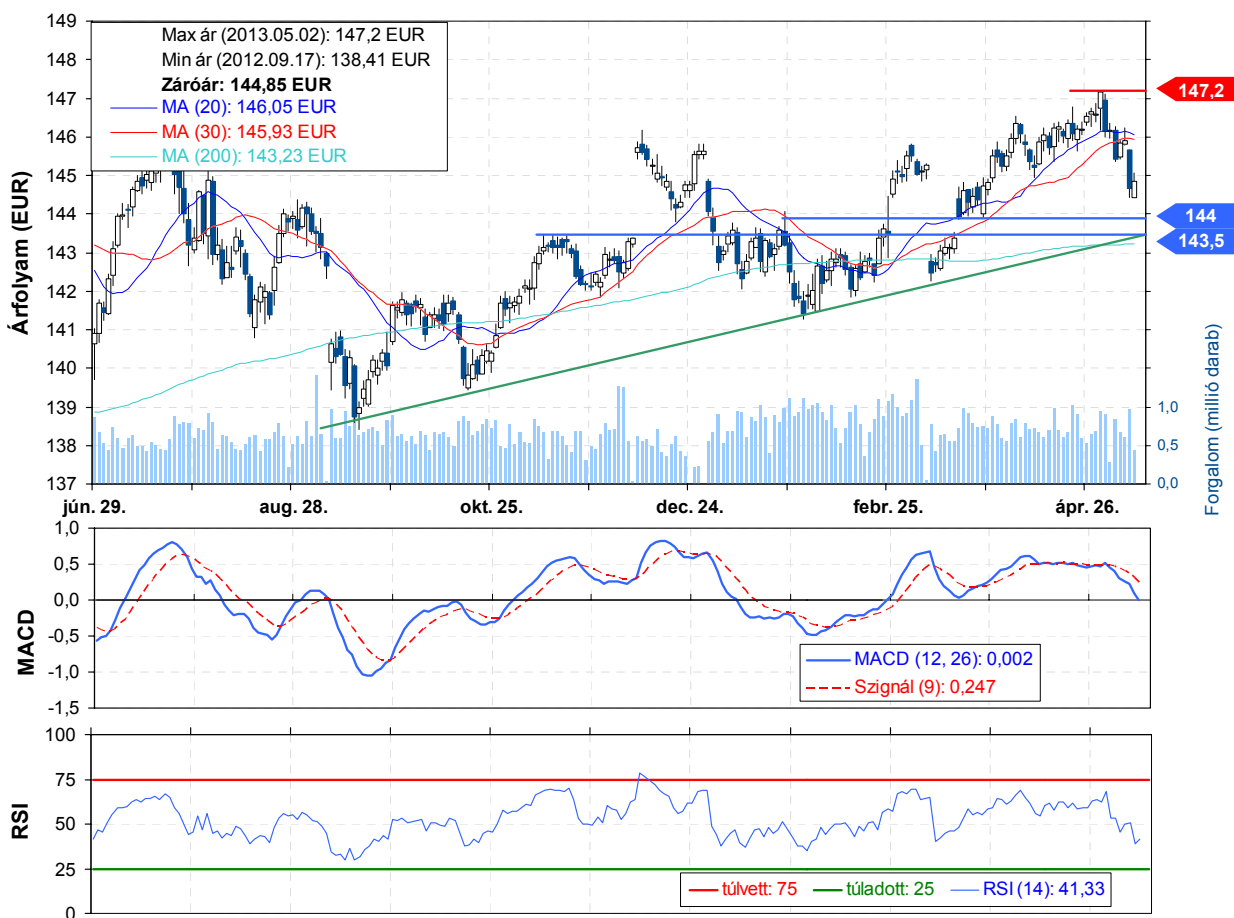 149
148
147
146
145
144
143
142
141
140
139
138
137
Árfolyam (EUR)
Max ár (2013.05.02): 147,2 EUR
Min ár (2012.09.17): 138,41 EUR
Záróár: 144,85 EUR
MA (20): 146,05 EUR
MA (30): 145,93 EUR
MA (200): 143,23 EUR
147,2
144
143,5
1,0
0,5
0,0
Forgalom (millió darab)
jún. 29.
aug. 28.
okt. 25.
dec. 24.
febr. 25.
ápr. 26.
1,0
0,5
0,0
-0,5
-1,0
-1,5
MACD
MACD (12, 26): 0,002
Szignál (9): 0,247
100
75
50
25
0
RSI
túlvett: 75
túladott: 25
RSI (14): 41,33